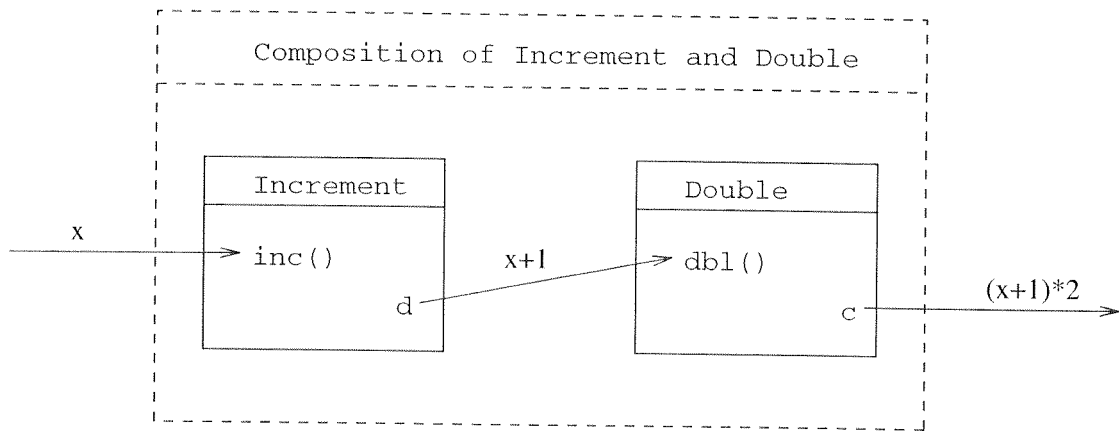 Composition of Increment and Double
Increment
Double
x
inc()
x+1
dbl()
d
c
(x+1)*2